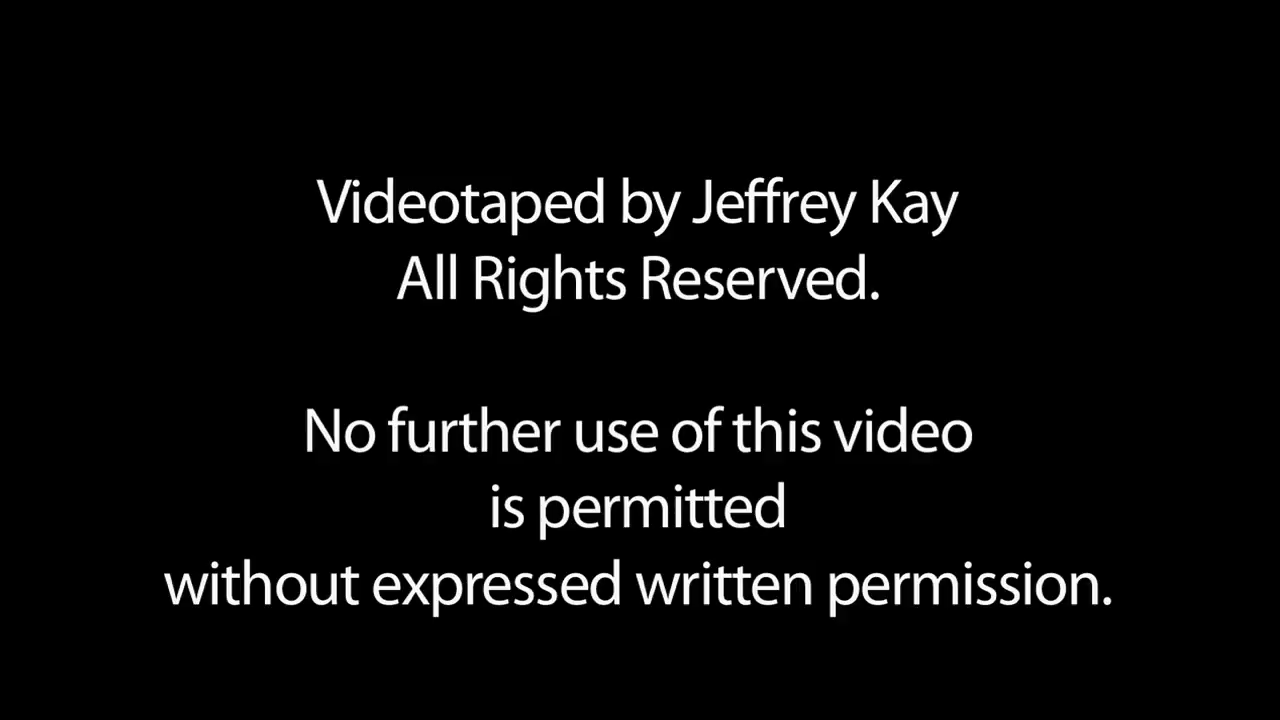 Videotaped by Jeffrey Kay
All Rights Reserved.
No further use of this video
is permitted
without expressed written permission.